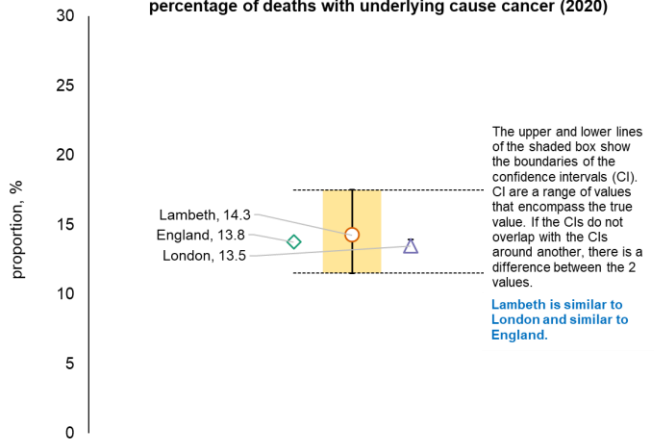 percentage of deaths with underlying cause cancer (2020)
30
25
20
15
10
5
0
proportion, %
Lambeth, 14.3
England, 13.8
London, 13.5
The upper and lower lines
of the shaded box show
the boundaries of the
confidence intervals (CI).
CI are a range of values
that encompass the true
value. If the CIs do not
overlap with the CIs
around another, there is a
difference between the 2
values.
Lambeth is similar to
London and similar to
England.